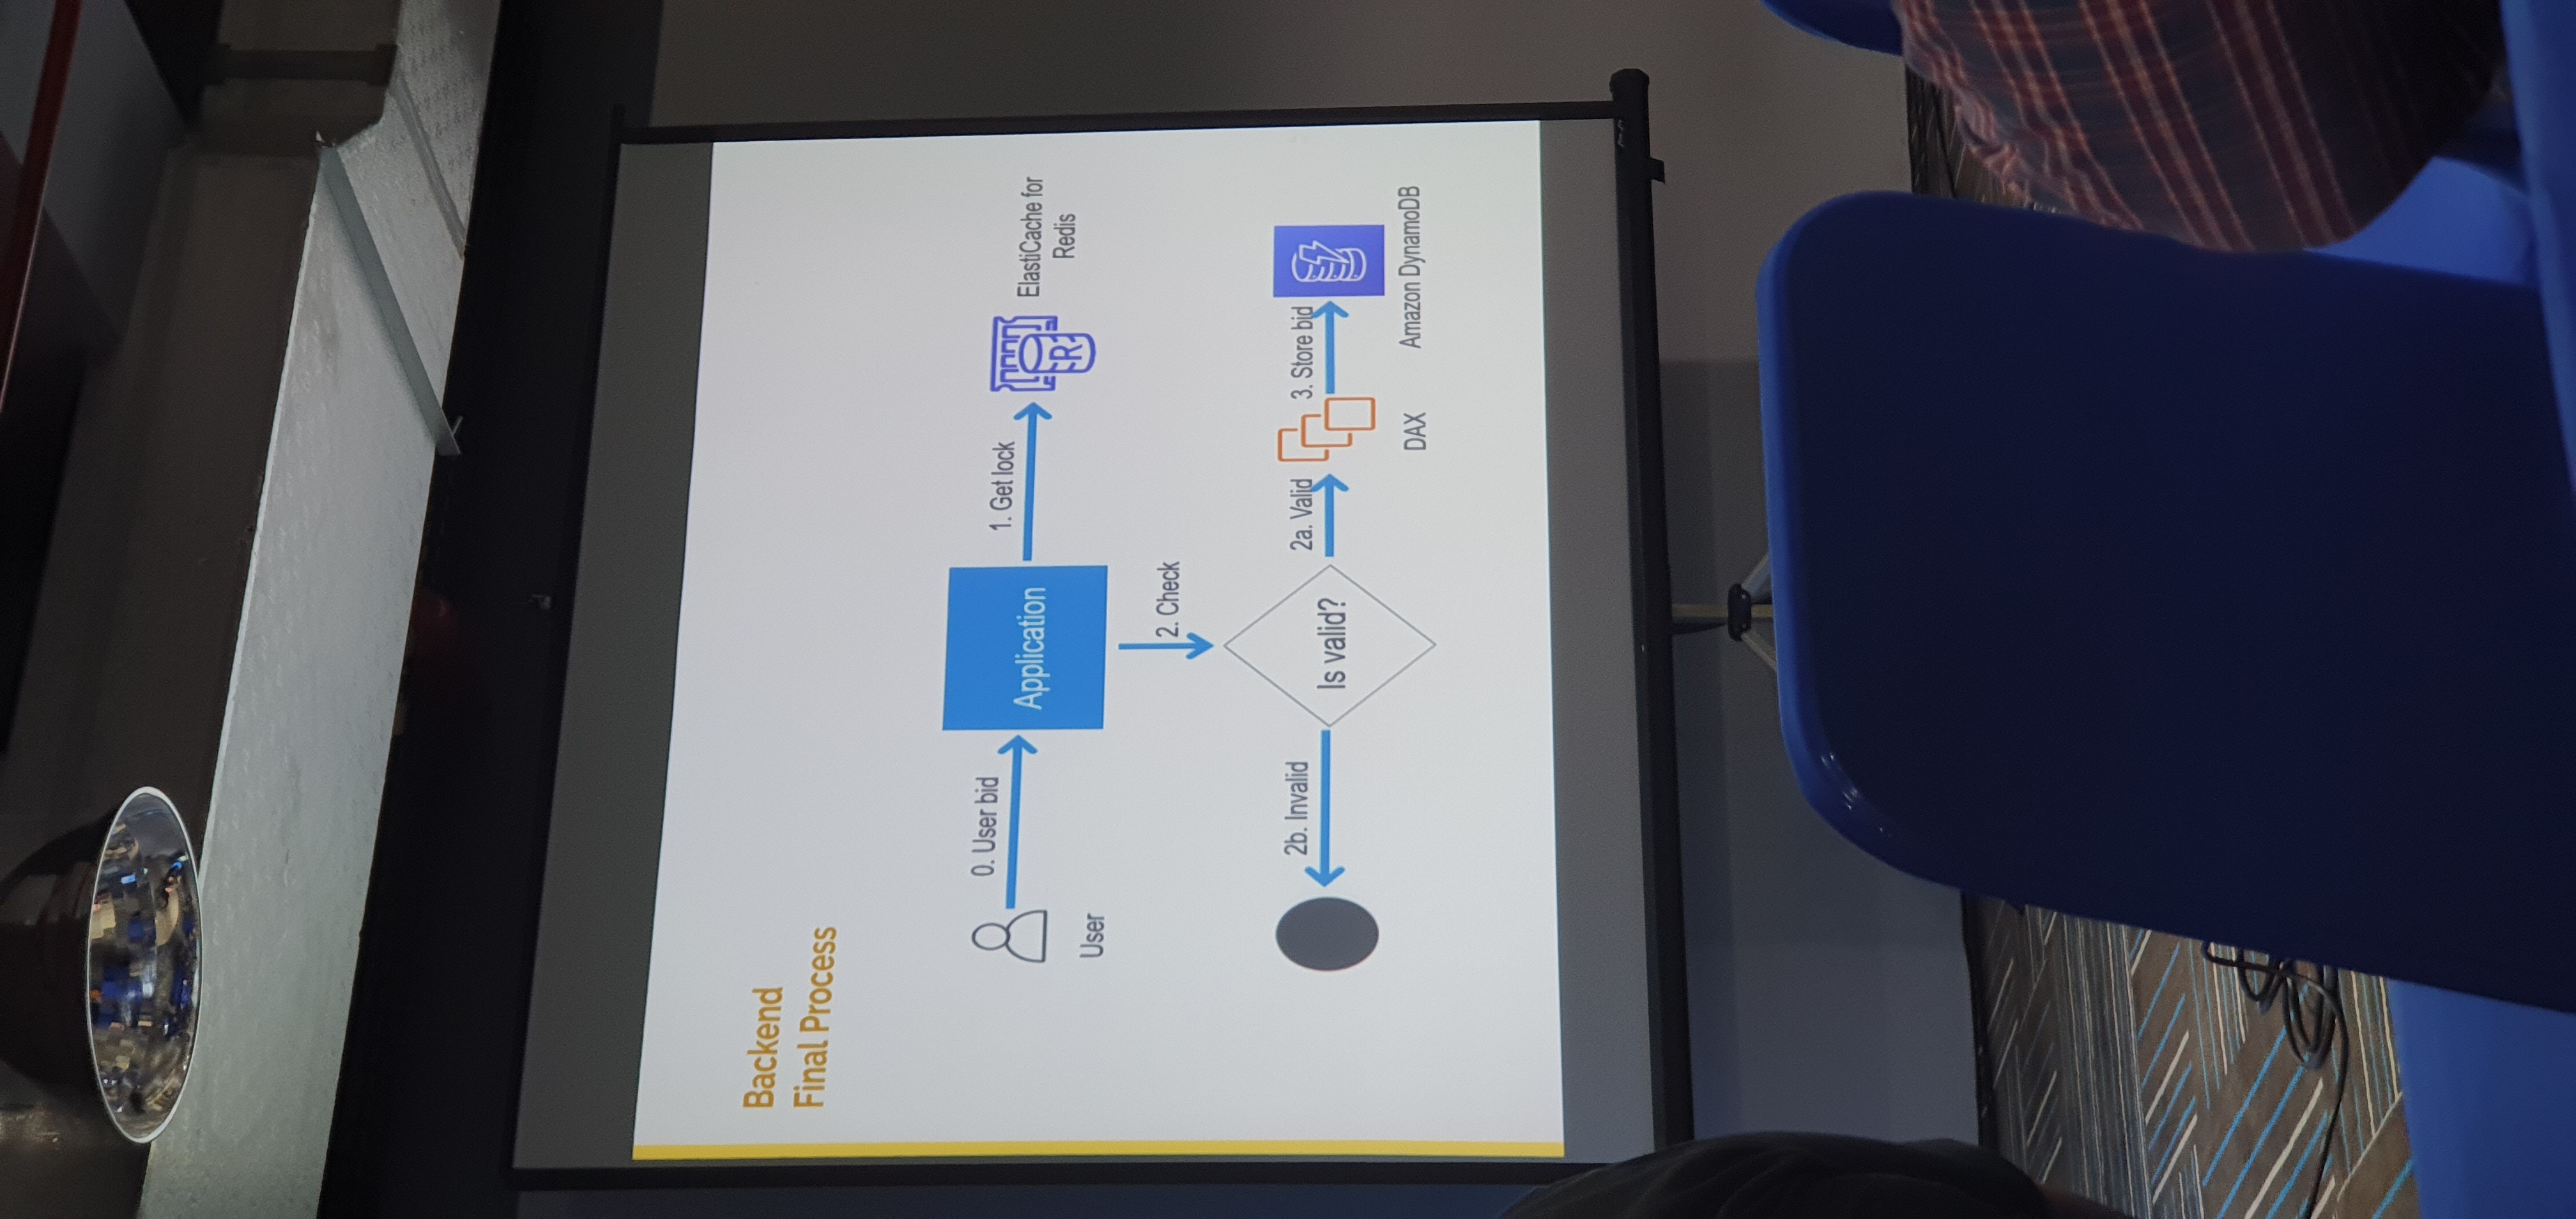 Backend
Final Process
0. User bid
Application
1. Get lock
R
ElastiCache for
Redis
User
2. Check
2b. Invalid
Is valid?
2a. Valid
3. Store bid
DAX
Amazon DynamoDB